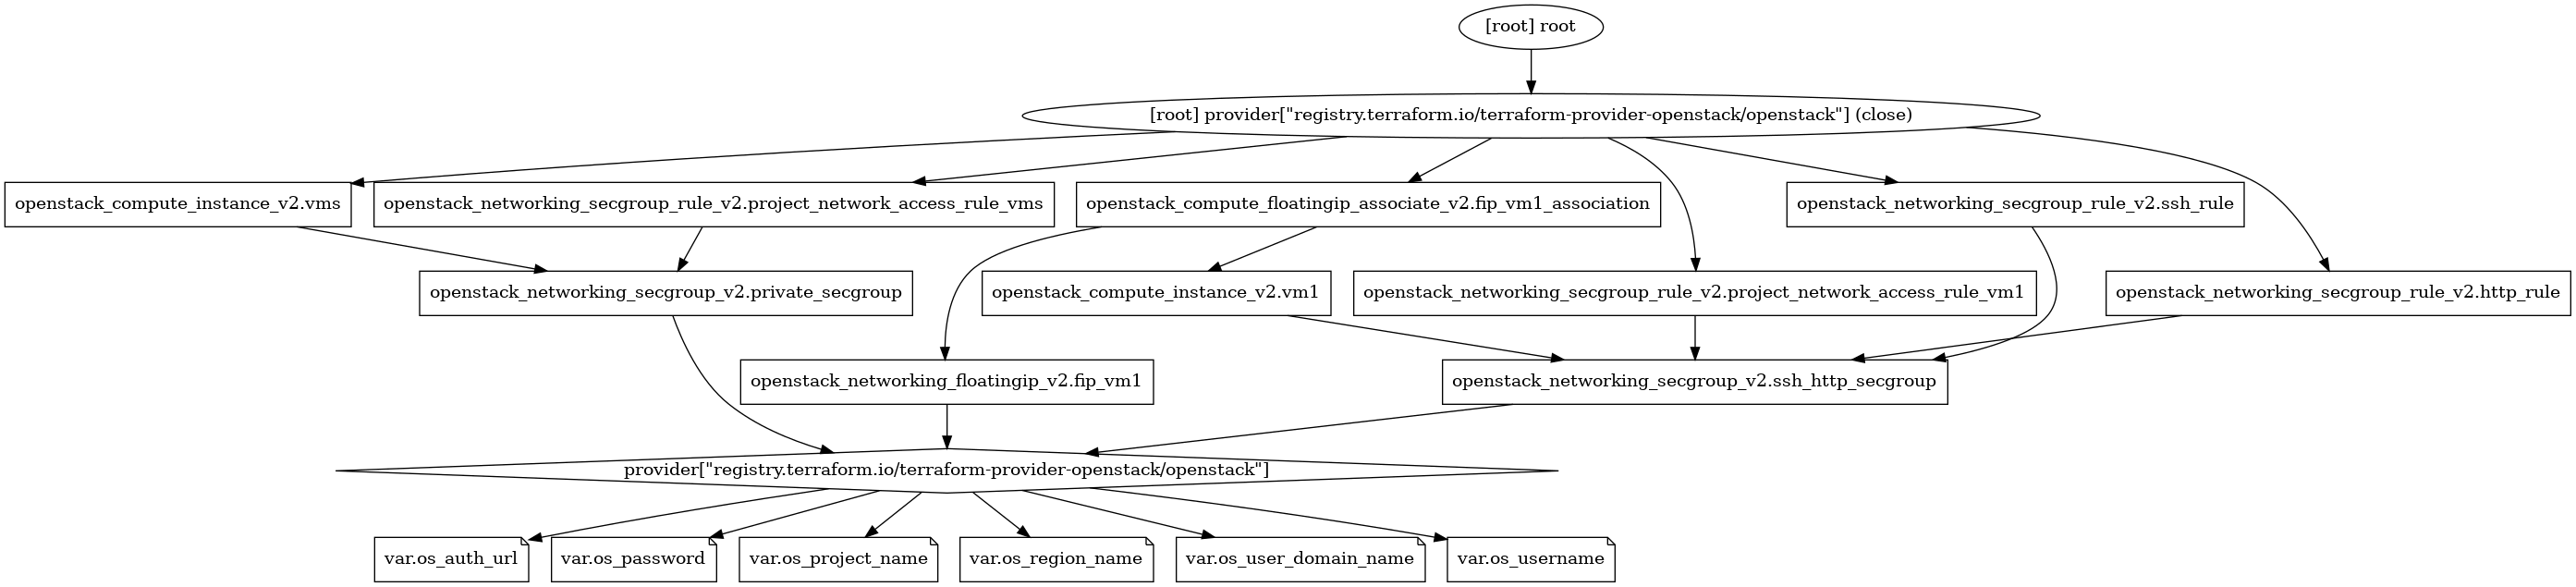 [root] root
[root] provider[\"registry.terraform.io/terraform-provider-openstack/openstack\"] (close)
openstack_compute_instance_v2.vms
openstack_networking_secgroup_rule_v2.project_network_access_rule_vms
openstack_compute_floatingip_associate_v2.fip_vm1_association
openstack_networking_secgroup_rule_v2.ssh_rule
openstack_networking_secgroup_v2.private_secgroup
openstack_compute_instance_v2.vm1
openstack_networking_secgroup_rule_v2.project_network_access_rule_vm1
openstack_networking_secgroup_rule_v2.http_rule
openstack_networking_floatingip_v2.fip_vm1
openstack_networking_secgroup_v2.ssh_http_secgroup
provider[\"registry.terraform.io/terraform-provider-openstack/openstack\"]
var.os_auth_url
var.os_password
var.os_project_name
var.os_region_name
var.os_user_domain_name
var.os_username